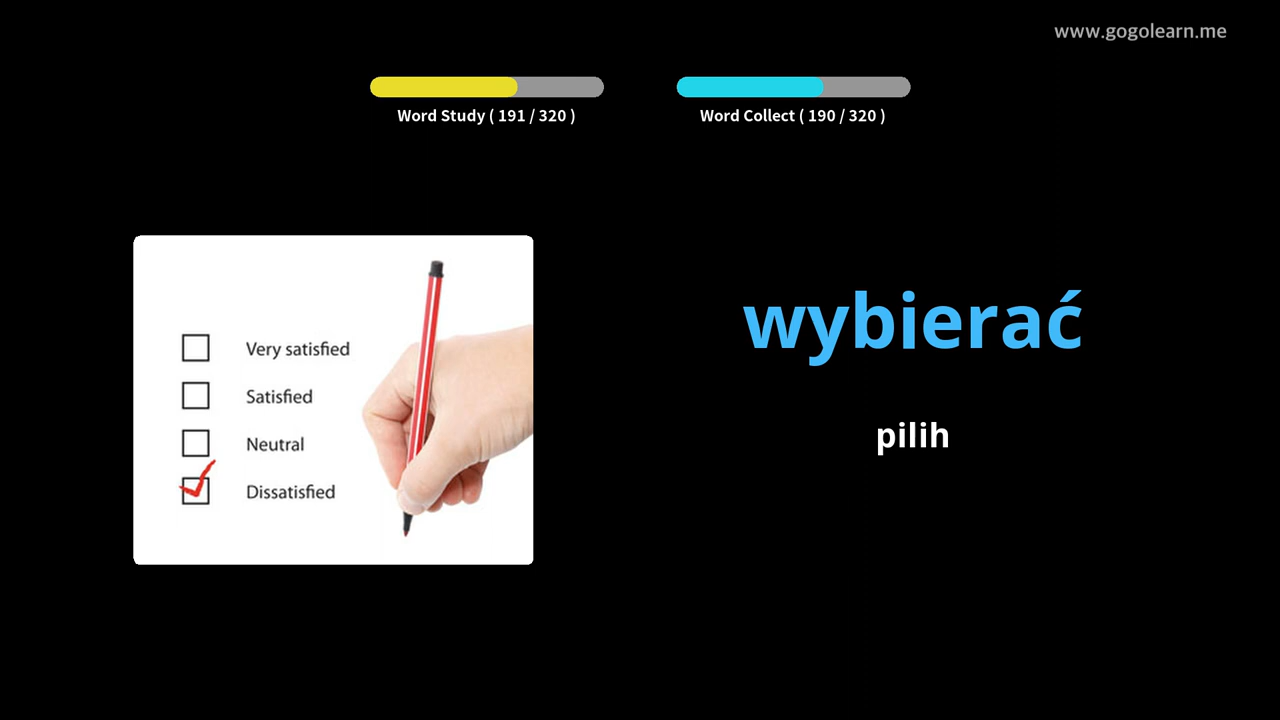 www.gogolearn.me
Word Study ( 191 / 320 )
Word Collect ( 190 / 320 )
Very satisfied
Satisfied
Neutral
Dissatisfied
wybierać
pilih